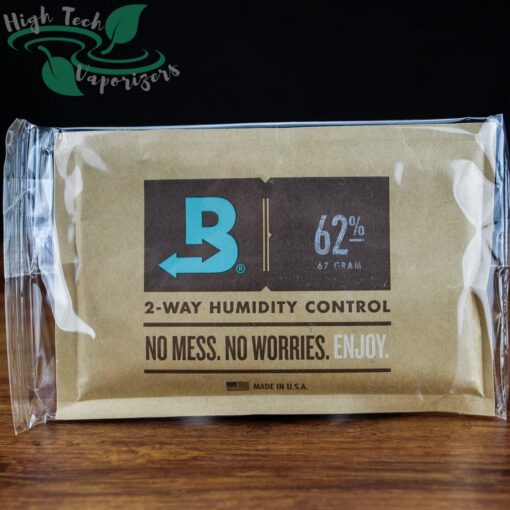 High Tech
Vaporizers
B
®
62%
67 GRAM
2-WAY HUMIDITY CONTROL
NO MESS. NO WORRIES. ENJOY.
MADE IN U.S.A.